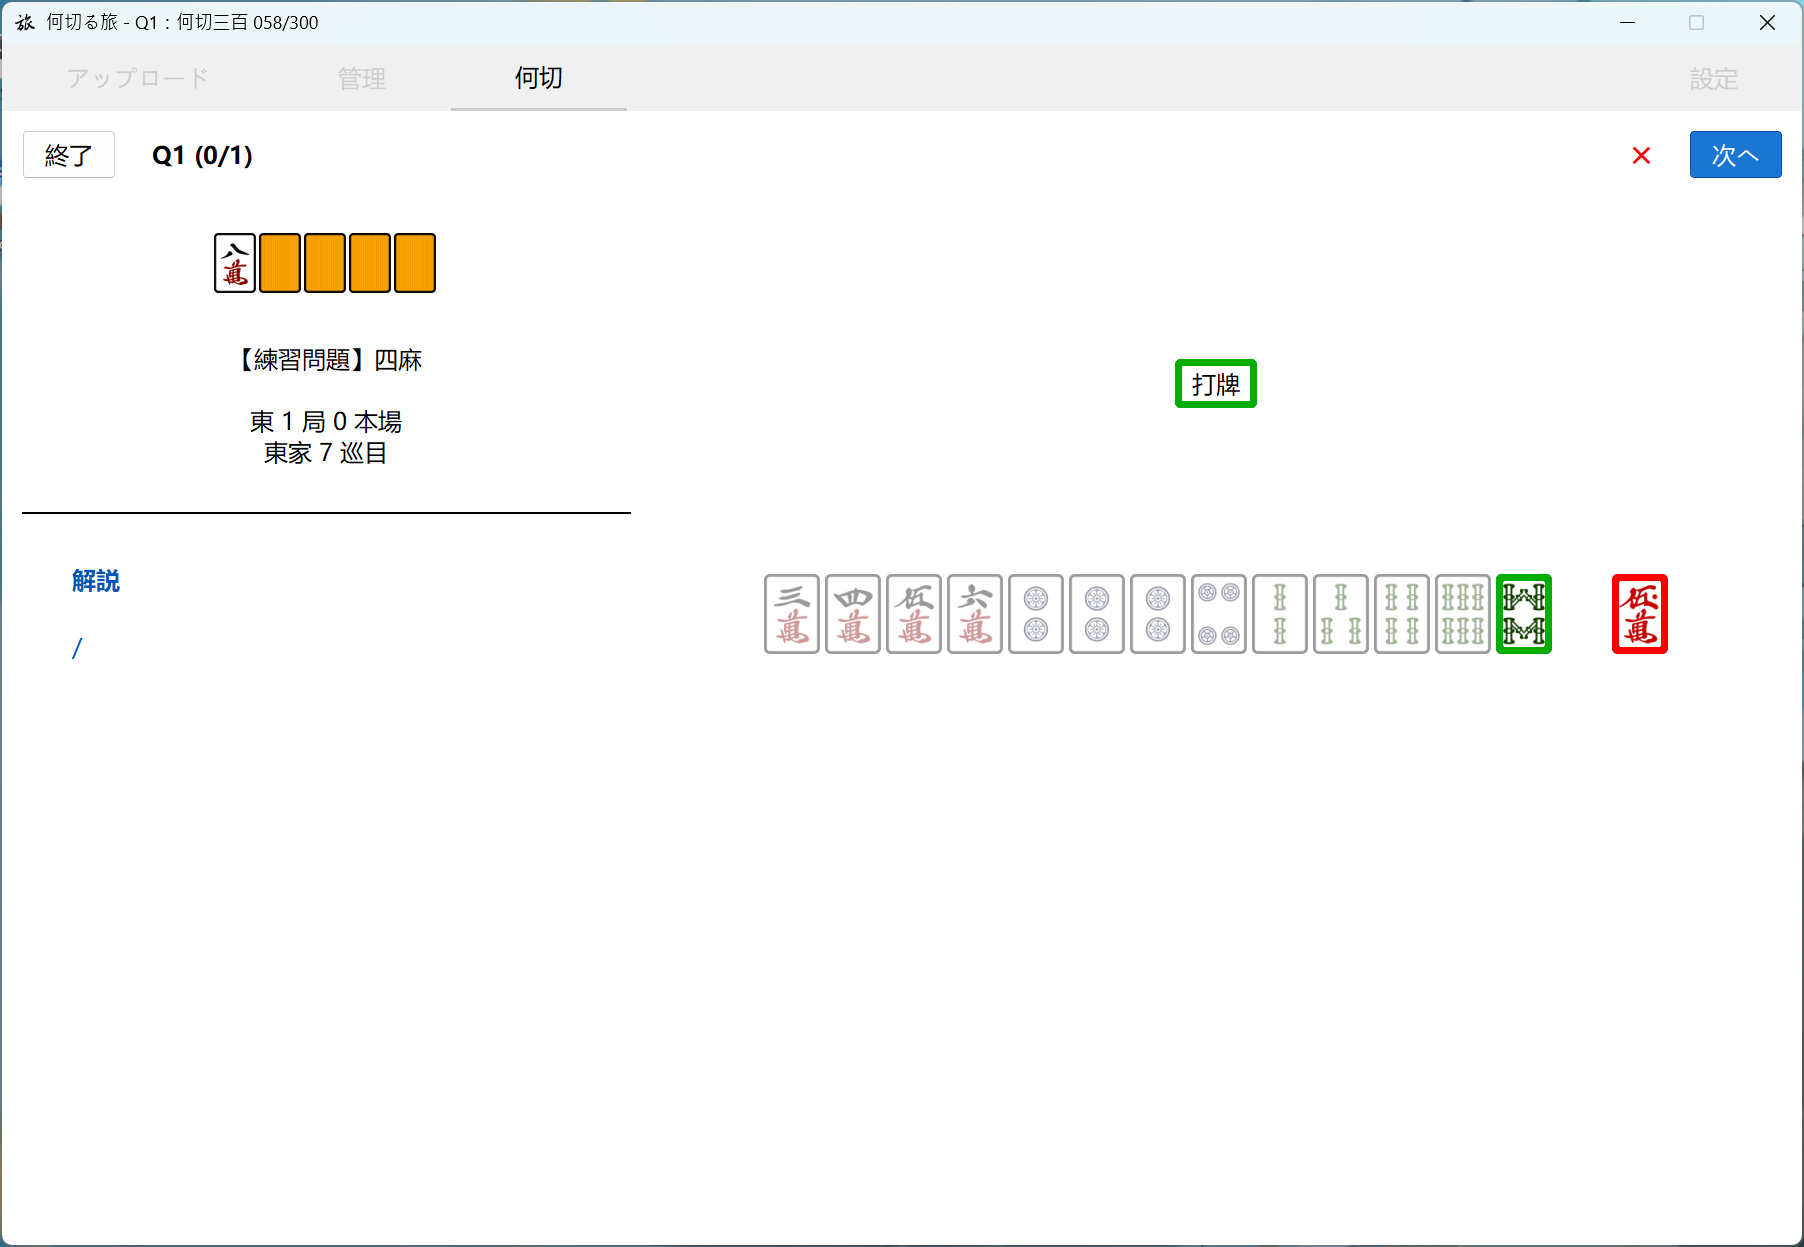 何切る旅 - Q1：何切三百 058/300
アップロード
管理
何切
設定
終了
Q1 (0/1)
次へ
八萬
【練習問題】四麻
東 1 局 0 本場
東家 7 巡目
打牌
解説
/
三萬 四萬 伍萬 六萬 伍萬